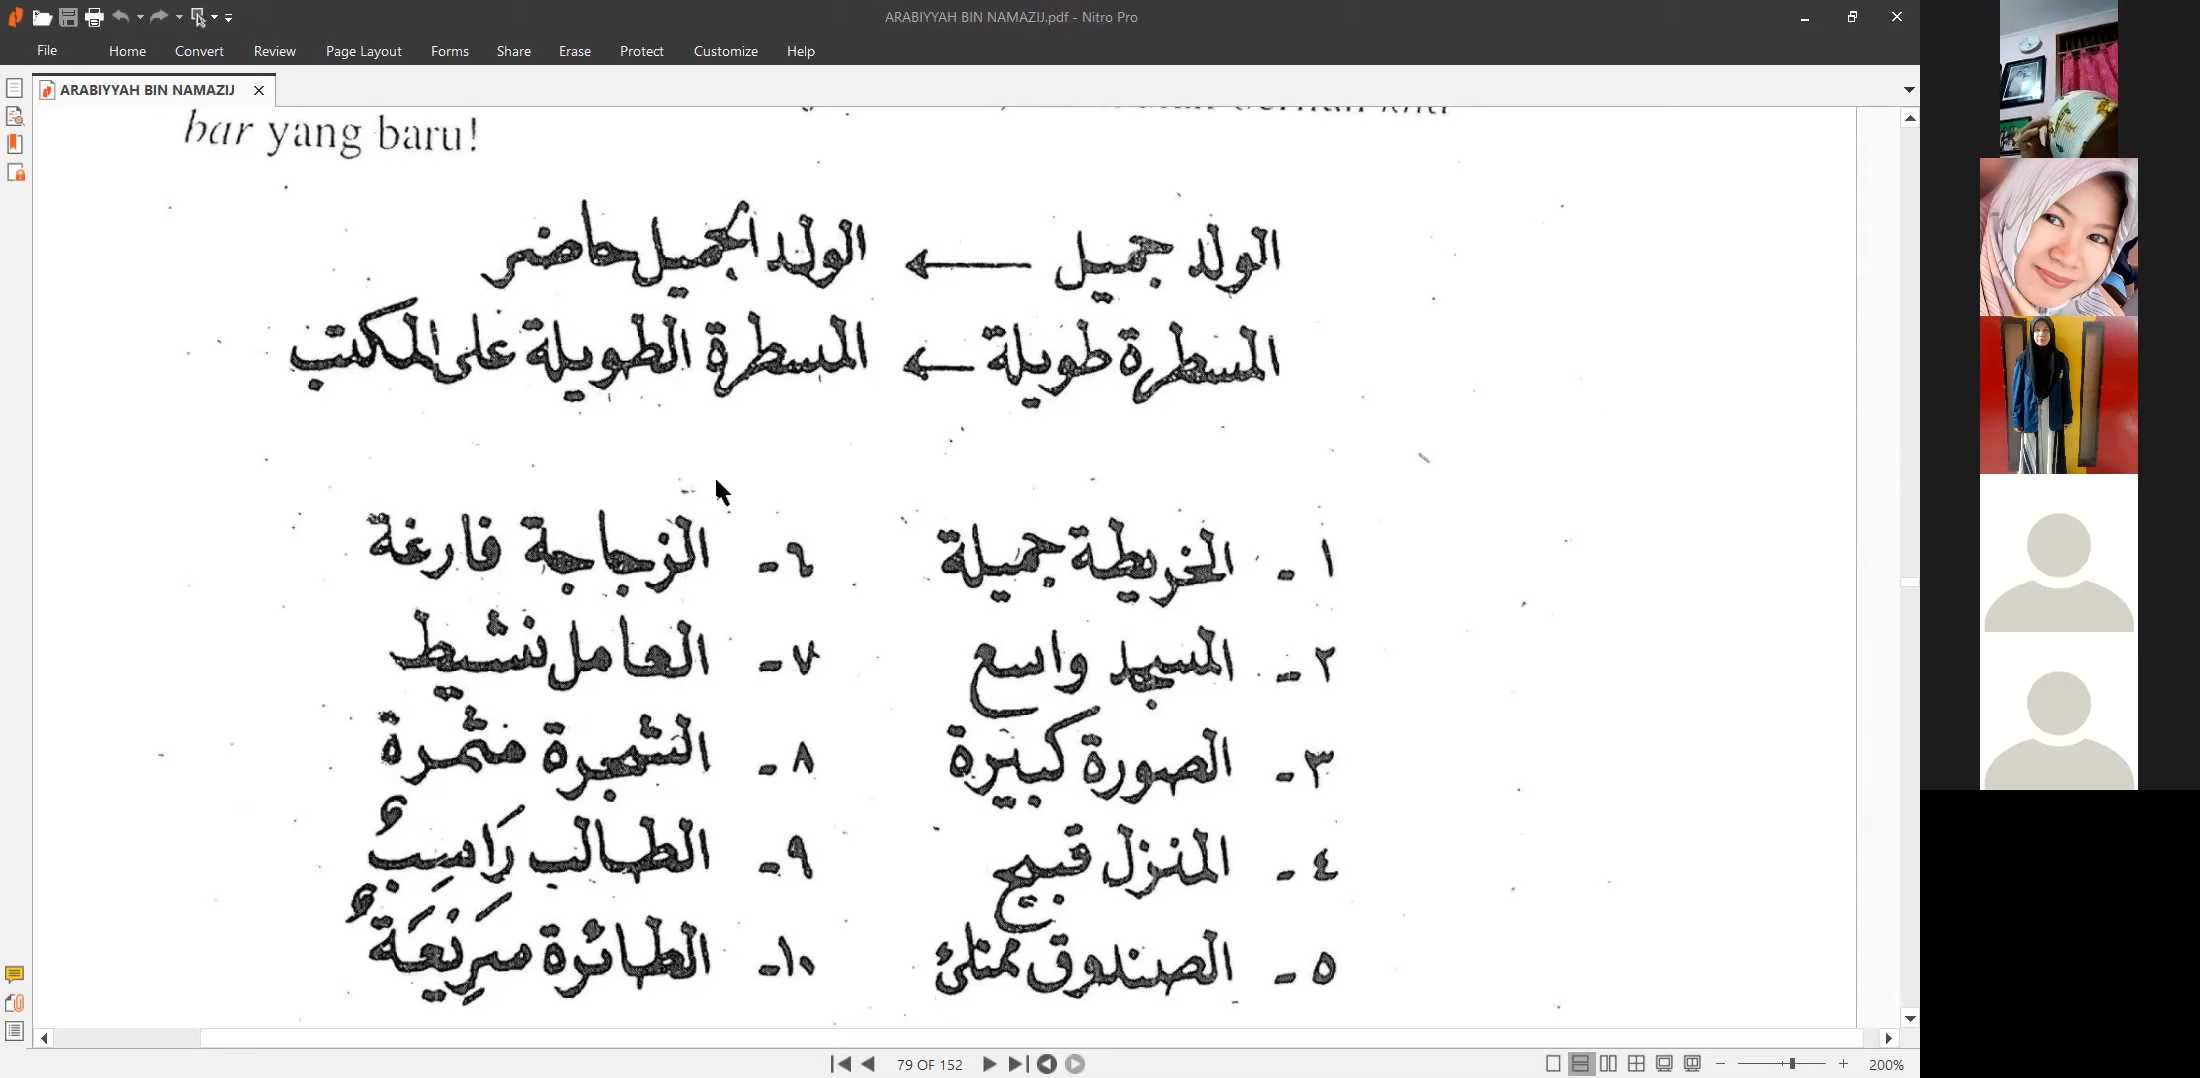 ARABIYYAH BIN NAMAZIJ.pdf - Nitro Pro
File Home Convert Review Page Layout Forms Share Erase Protect Customize Help
ARABIYYAH BIN NAMAZIJ
bar yang baru!
الولد جميل ← الولد الجميل حاضر
المسطرة طويلة ← المسطرة الطويلة على المكتب
١ - الخريطة جميلة
٢ - المسجد واسع
٣ - الصورة كبيرة
٤ - المنزل قبيح
٥ - الصندوق ممتلئ
٦ - الزجاجة فارغة
٧ - العامل نشيط
٨ - الشجرة مثمرة
٩ - الطالب رَاسِبٌ
١٠ - الطائرة سَرِيْعَةٌ
79 OF 152
200%